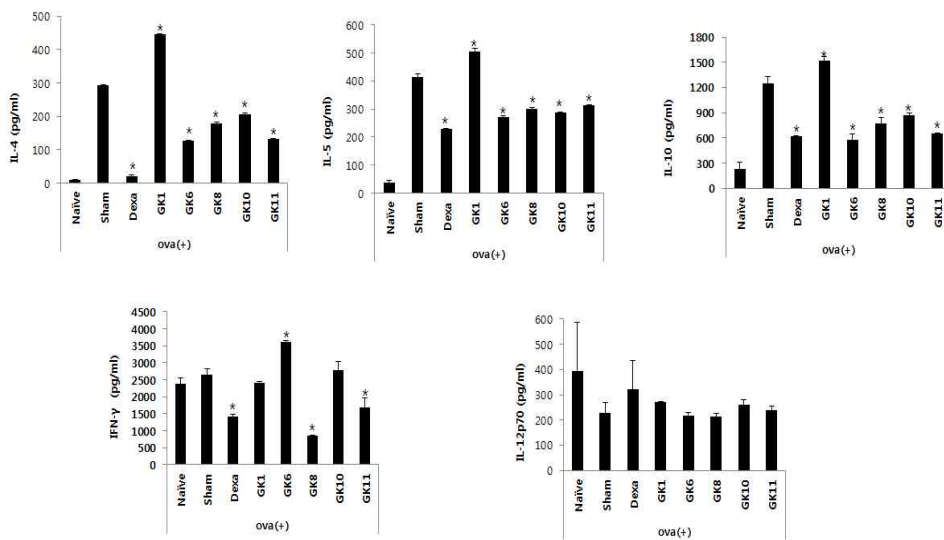 IL-4 (pg/ml)
500
400
300
200
100
0
*
*
*
*
*
*
Naïve
Sham
Dexa
GK1
GK6
GK8
GK10
GK11
ova(+)
IL-5 (pg/ml)
600
500
400
300
200
100
0
*
*
*
*
*
*
Naïve
Sham
Dexa
GK1
GK6
GK8
GK10
GK11
ova(+)
IL-10 (pg/ml)
1800
1500
1200
900
600
300
0
*
*
*
*
*
*
Naïve
Sham
Dexa
GK1
GK6
GK8
GK10
GK11
ova(+)
IFN-γ (pg/ml)
4500
4000
3500
3000
2500
2000
1500
1000
500
0
*
*
*
*
Naïve
Sham
Dexa
GK1
GK6
GK8
GK10
GK11
ova(+)
IL-12p70 (pg/ml)
600
500
400
300
200
100
0
Naïve
Sham
Dexa
GK1
GK6
GK8
GK10
GK11
ova(+)